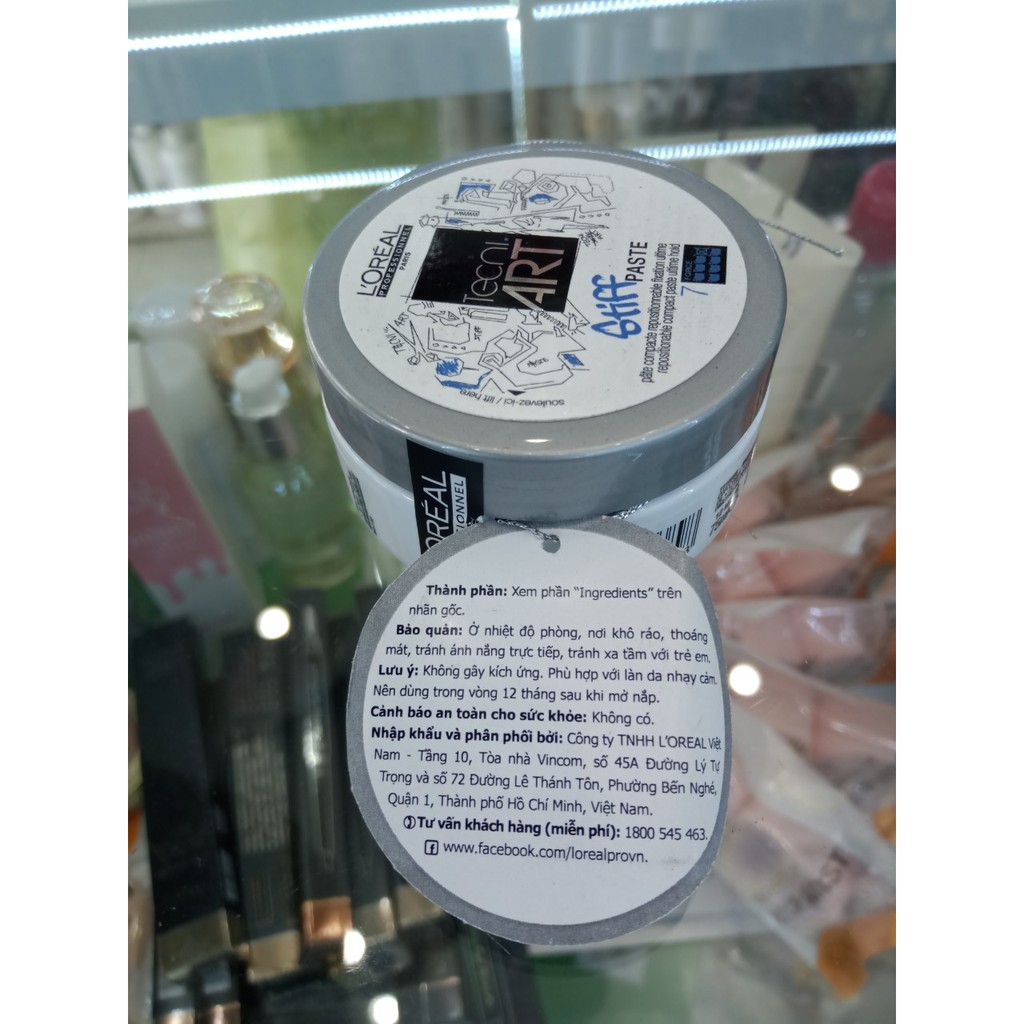 L'ORÉAL
PROFESSIONNEL
PARIS
Tecni.
ART
Stiff
PASTE
pâte compacte repositionnable fixation ultime
repositionable compact paste ultime hold
7
FORCE
soulevez-ici / lift here
TECNI / ART
ORÉAL
SIONNEL
Thành phần: Xem phần “Ingredients” trên
nhãn gốc.
Bảo quản: Ở nhiệt độ phòng, nơi khô ráo, thoáng
mát, tránh ánh nắng trực tiếp, tránh xa tầm với trẻ em.
Lưu ý: Không gây kích ứng. Phù hợp với làn da nhạy cảm.
Nên dùng trong vòng 12 tháng sau khi mở nắp.
Cảnh báo an toàn cho sức khỏe: Không có.
Nhập khẩu và phân phối bởi: Công ty TNHH L'OREAL Việt
Nam - Tầng 10, Tòa nhà Vincom, số 45A Đường Lý Tự
Trọng và số 72 Đường Lê Thánh Tôn, Phường Bến Nghé,
Quận 1, Thành phố Hồ Chí Minh, Việt Nam.
Tư vấn khách hàng (miễn phí): 1800 545 463.
www.facebook.com/lorealprovn.